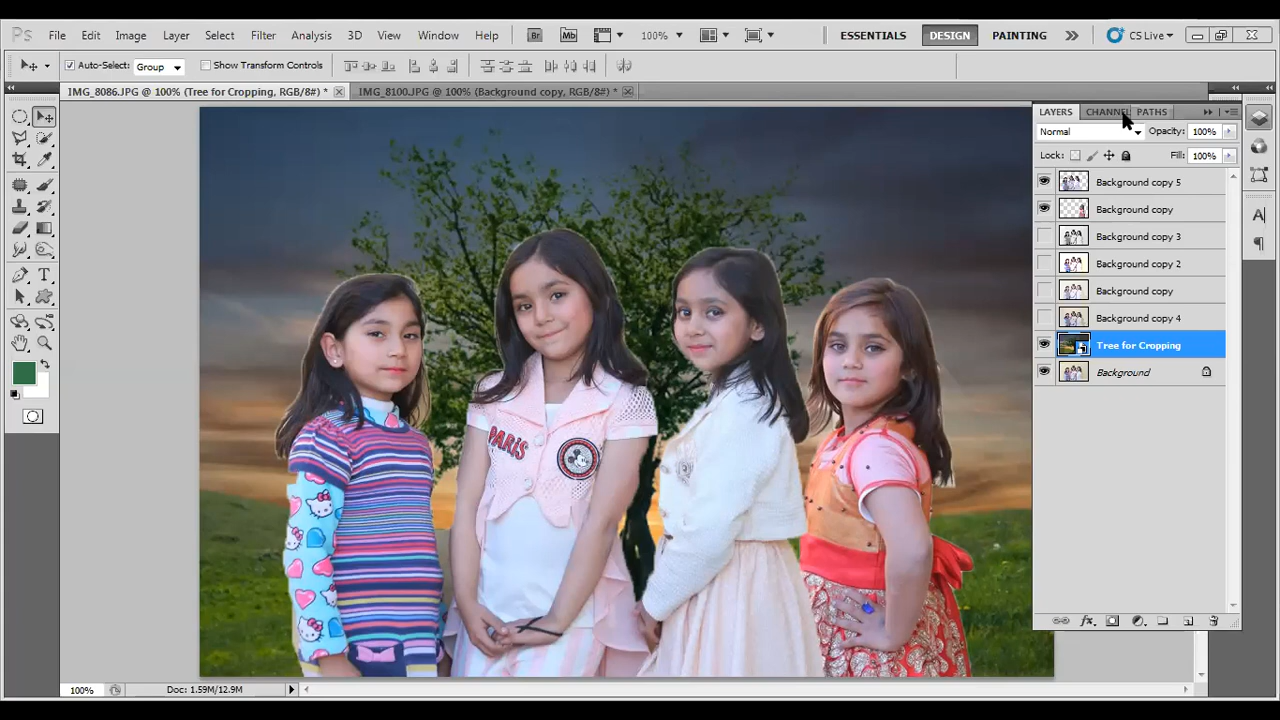 Ps File Edit Image Layer Select Filter Analysis 3D View Window Help Br Mb 100% ESSENTIALS DESIGN PAINTING CS Live
Auto-Select: Group Show Transform Controls
IMG_8086.JPG @ 100% (Tree for Cropping, RGB/8#) * IMG_8100.JPG @ 100% (Background copy, RGB/8#) *
LAYERS CHANNEL PATHS
Normal Opacity: 100%
Lock: Fill: 100%
Background copy 5
Background copy
Background copy 3
Background copy 2
Background copy
Background copy 4
Tree for Cropping
Background
PARIS
fx.
100% Doc: 1.59M/12.9M